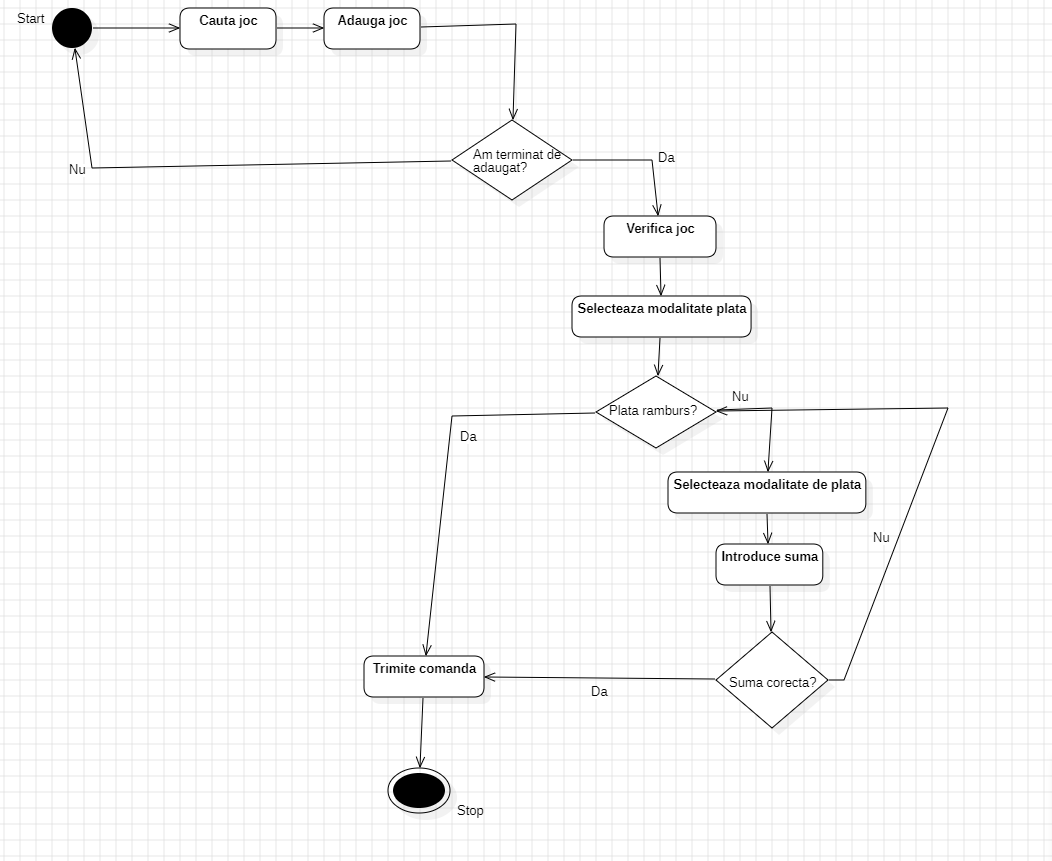 Start
Cauta joc
Adauga joc
Am terminat de
adaugat?
Da
Nu
Verifica joc
Selecteaza modalitate plata
Nu
Plata ramburs?
Da
Selecteaza modalitate de plata
Nu
Introduce suma
Trimite comanda
Suma corecta?
Da
Stop